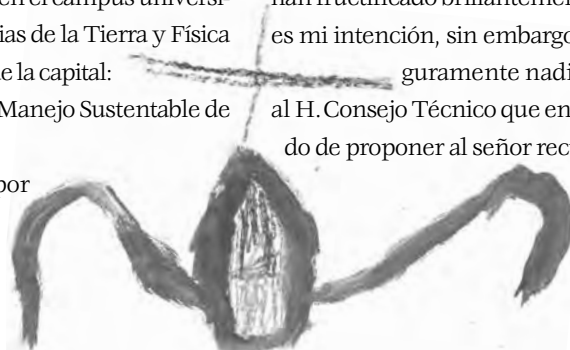 en el campus universi-
ias de la Tierra y Física
la capital:
Manejo Sustentable de
por
han fructificado
es mi intención, sin embargo
guramente nadi
al H. Consejo Técnico que en
do de proponer al señor rec